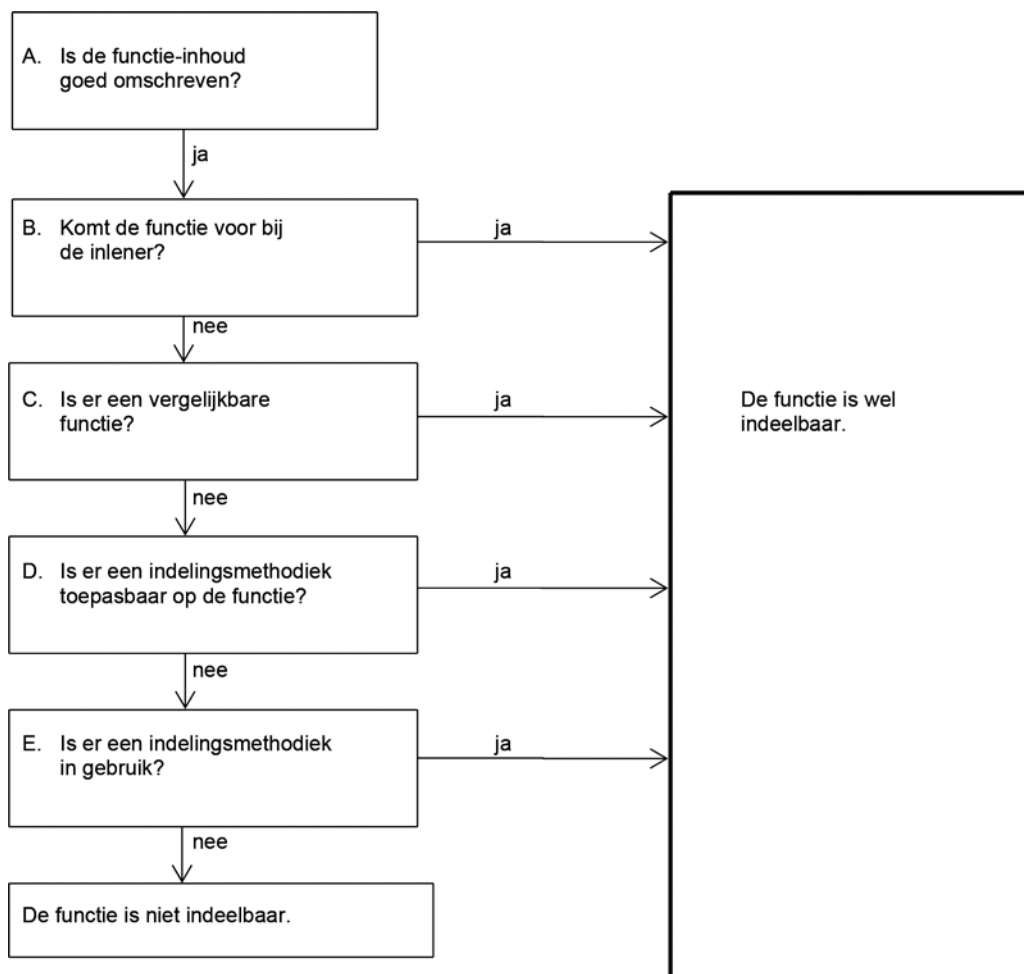 A. Is de functie-inhoud
goed omschreven?
ja
B. Komt de functie voor bij
de inlener?
ja
nee
C. Is er een vergelijkbare
functie?
ja
De functie is wel
indeelbaar.
nee
D. Is er een indelingsmethodiek
toepasbaar op de functie?
ja
nee
E. Is er een indelingsmethodiek
in gebruik?
ja
nee
De functie is niet indeelbaar.